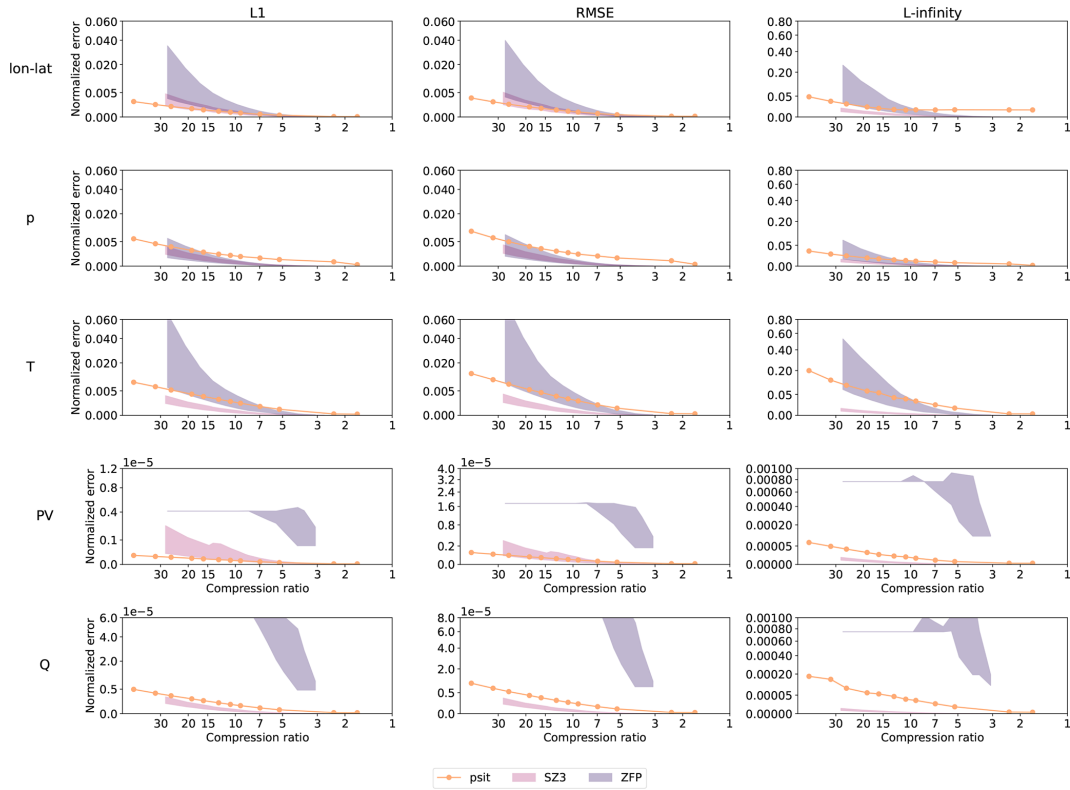 L1 RMSE L-infinity
lon-lat
Normalized error
0.060 0.060 0.80
0.040 0.040 0.60
0.020 0.020 0.20
0.005 0.005 0.05
0.000 0.000 0.00
30 20 15 10 7 5 3 2 1 30 20 15 10 7 5 3 2 1 30 20 15 10 7 5 3 2 1
p
Normalized error
0.060 0.060 0.80
0.040 0.040 0.40
0.020 0.020 0.20
0.005 0.005 0.05
0.000 0.000 0.00
30 20 15 10 7 5 3 2 1 30 20 15 10 7 5 3 2 1 30 20 15 10 7 5 3 2 1
T
Normalized error
0.060 0.060 0.80
0.040 0.040 0.40
0.020 0.020 0.20
0.005 0.005 0.05
0.000 0.000 0.00
30 20 15 10 7 5 3 2 1 30 20 15 10 7 5 3 2 1 30 20 15 10 7 5 3 2 1
PV
Normalized error
1e−5 1e−5
1.2 4.0 0.00100
0.8 3.2 0.00080
2.4 0.00060
0.4 1.6 0.00040
0.8 0.00020
0.1 0.2 0.00005
0.0 0.0 0.00000
30 20 15 10 7 5 3 2 1 30 20 15 10 7 5 3 2 1 30 20 15 10 7 5 3 2 1
Compression ratio Compression ratio Compression ratio
Q
Normalized error
1e−5 1e−5
6.0 8.0 0.00100
6.0 0.00080
4.0 4.0 0.00040
2.0 2.0 0.00020
0.5 0.5 0.00005
0.0 0.0 0.00000
30 20 15 10 7 5 3 2 1 30 20 15 10 7 5 3 2 1 30 20 15 10 7 5 3 2 1
Compression ratio Compression ratio Compression ratio
psit SZ3 ZFP